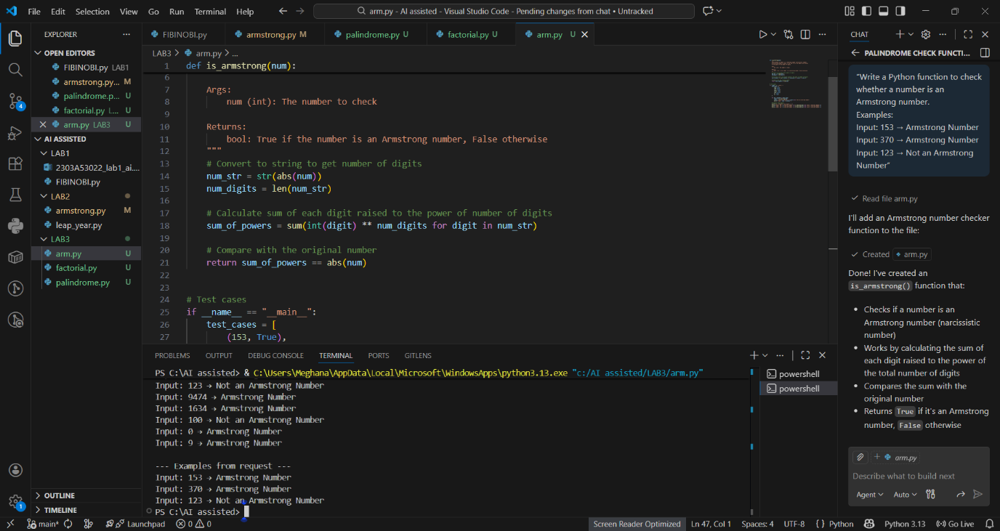 File Edit Selection View Go Run Terminal Help
arm.py - AI assisted - Visual Studio Code - Pending changes from chat • Untracked
EXPLORER
OPEN EDITORS
FIBINOBI.py LAB1
armstrong.py... M
palindrome.p... U
factorial.py L... U
arm.py LAB3 U
AI ASSISTED
LAB1
2303A53022_lab1_ai....
FIBINOBI.py
LAB2
armstrong.py M
leap_year.py
LAB3
arm.py U
factorial.py U
palindrome.py U
OUTLINE
TIMELINE
4
1
FIBINOBI.py armstrong.py M palindrome.py U factorial.py U arm.py U
LAB3 > arm.py > ...
1 def is_armstrong(num):
6
7 Args:
8 num (int): The number to check
9
10 Returns:
11 bool: True if the number is an Armstrong number, False otherwise
12 """
13 # Convert to string to get number of digits
14 num_str = str(abs(num))
15 num_digits = len(num_str)
16
17 # Calculate sum of each digit raised to the power of number of digits
18 sum_of_powers = sum(int(digit) ** num_digits for digit in num_str)
19
20 # Compare with the original number
21 return sum_of_powers == abs(num)
22
23
24 # Test cases
25 if __name__ == "__main__":
26 test_cases = [
27 (153, True),
PROBLEMS OUTPUT DEBUG CONSOLE TERMINAL PORTS GITLENS
PS C:\AI assisted> & C:\Users\Meghana\AppData\Local\Microsoft\WindowsApps\python3.13.exe "c:/AI assisted/LAB3/arm.py"
Input: 123 → Not an Armstrong Number
Input: 9474 → Armstrong Number
Input: 1634 → Armstrong Number
Input: 100 → Not an Armstrong Number
Input: 0 → Armstrong Number
Input: 9 → Armstrong Number
--- Examples from request ---
Input: 153 → Armstrong Number
Input: 370 → Armstrong Number
Input: 123 → Not an Armstrong Number
PS C:\AI assisted>
powershell
powershell
CHAT
PALINDROME CHECK FUNCTI...
“Write a Python function to check
whether a number is an
Armstrong number.
Examples:
Input: 153 → Armstrong Number
Input: 370 → Armstrong Number
Input: 123 → Not an Armstrong
Number”
Read file arm.py
I'll add an Armstrong number checker
function to the file:
Created arm.py
Done! I've created an
is_armstrong() function that:
• Checks if a number is an
Armstrong number (narcissistic
number)
• Works by calculating the sum of
each digit raised to the power of
the total number of digits
• Compares the sum with the
original number
• Returns True if it's an Armstrong
number, False otherwise
arm.py
Describe what to build next
Agent Auto
main* Launchpad 0 0 Screen Reader Optimized Ln 47, Col 1 Spaces: 4 UTF-8 { } Python Python 3.13 Go Live